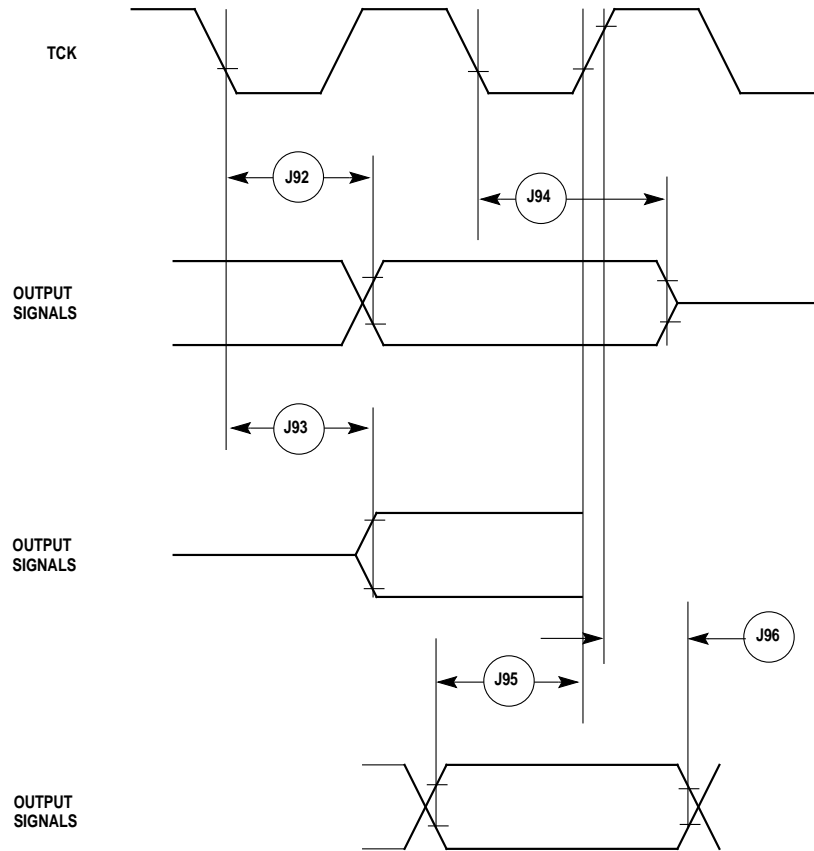 TCK
J92
J94
OUTPUT
SIGNALS
J93
OUTPUT
SIGNALS
J96
J95
OUTPUT
SIGNALS